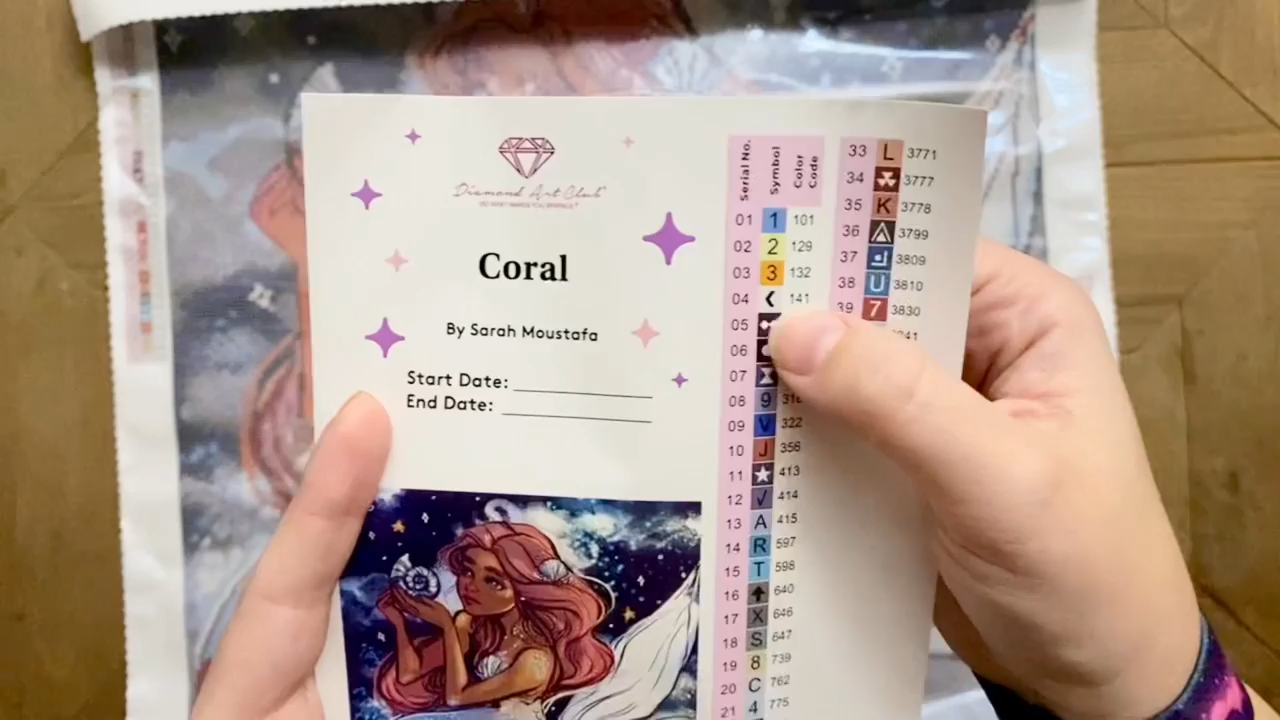 Diamond Art Club
Coral
By Sarah Moustafa
Start Date:
End Date:
Serial No. Symbol Color Code
01 1 101
02 2 129
03 3 132
04 141
05
06
07
08 9
09 V 322
10 J 356
11 413
12 414
13 A 415
14 R 597
15 T 598
16 640
17 X 646
18 S 647
19 8 739
20 C 762
21 4 775
33 L 3771
34 3777
35 K 3778
36 3799
37 3809
38 U 3810
39 7 3830